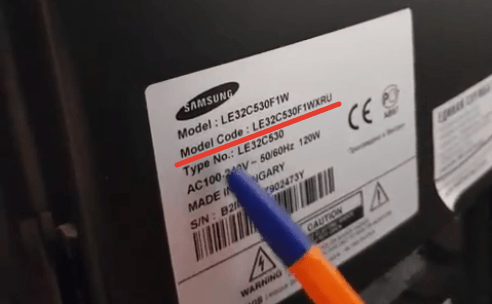 SAMSUNG
Model : LE32C530F1W
Model Code : LE32C530F1WXRU
Type No.: LE32C530
AC100-240V ~ 50/60Hz 120W
MADE IN HUNGARY
S/N : 902473Y
CE
WARNING